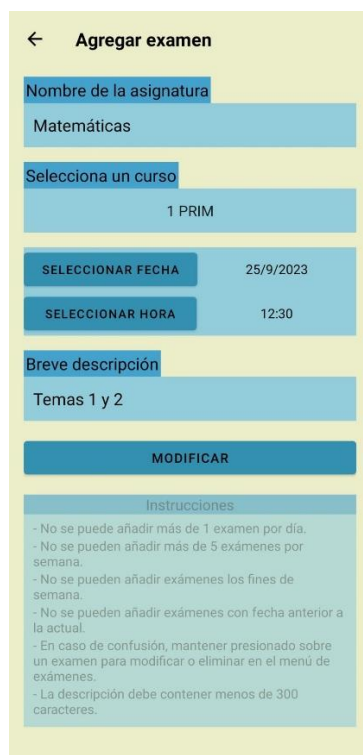 Agregar examen
Nombre de la asignatura
Matemáticas
Selecciona un curso
1 PRIM
SELECCIONAR FECHA 25/9/2023
SELECCIONAR HORA 12:30
Breve descripción
Temas 1 y 2
MODIFICAR
Instrucciones
- No se puede añadir más de 1 examen por día.
- No se pueden añadir más de 5 exámenes por
semana.
- No se pueden añadir exámenes los fines de
semana.
- No se pueden añadir exámenes con fecha anterior a
la actual.
- En caso de confusión, mantener presionado sobre
un examen para modificar o eliminar en el menú de
exámenes.
- La descripción debe contener menos de 300
caracteres.